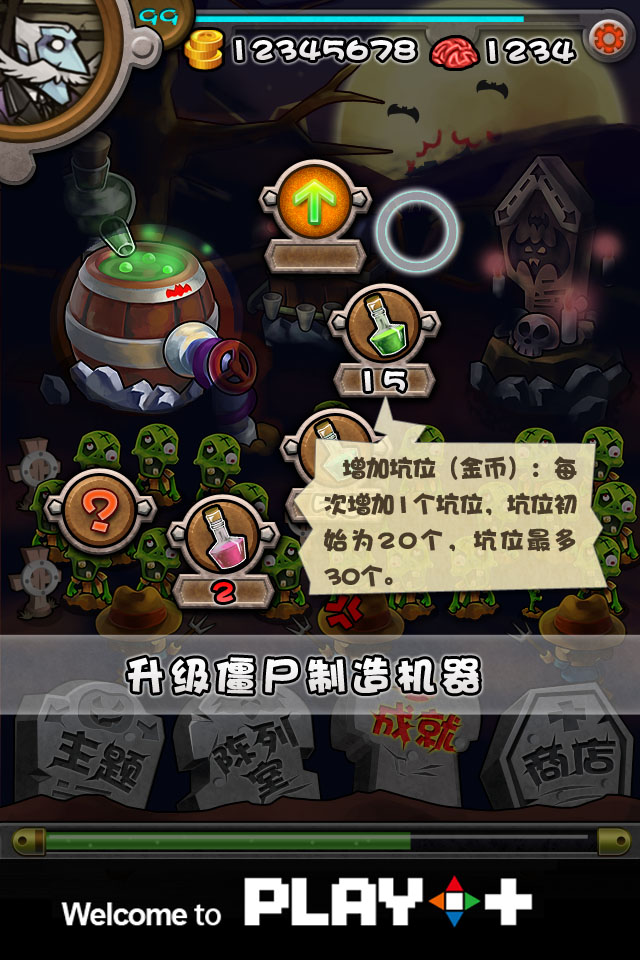 99
12345678
1234
15
增加坑位（金币）：每
次增加1个坑位，坑位初
始为20个，坑位最多
30个。
?
2
升级僵尸制造机器
主题
陈列
室
成就
商店
Welcome to PLAY+